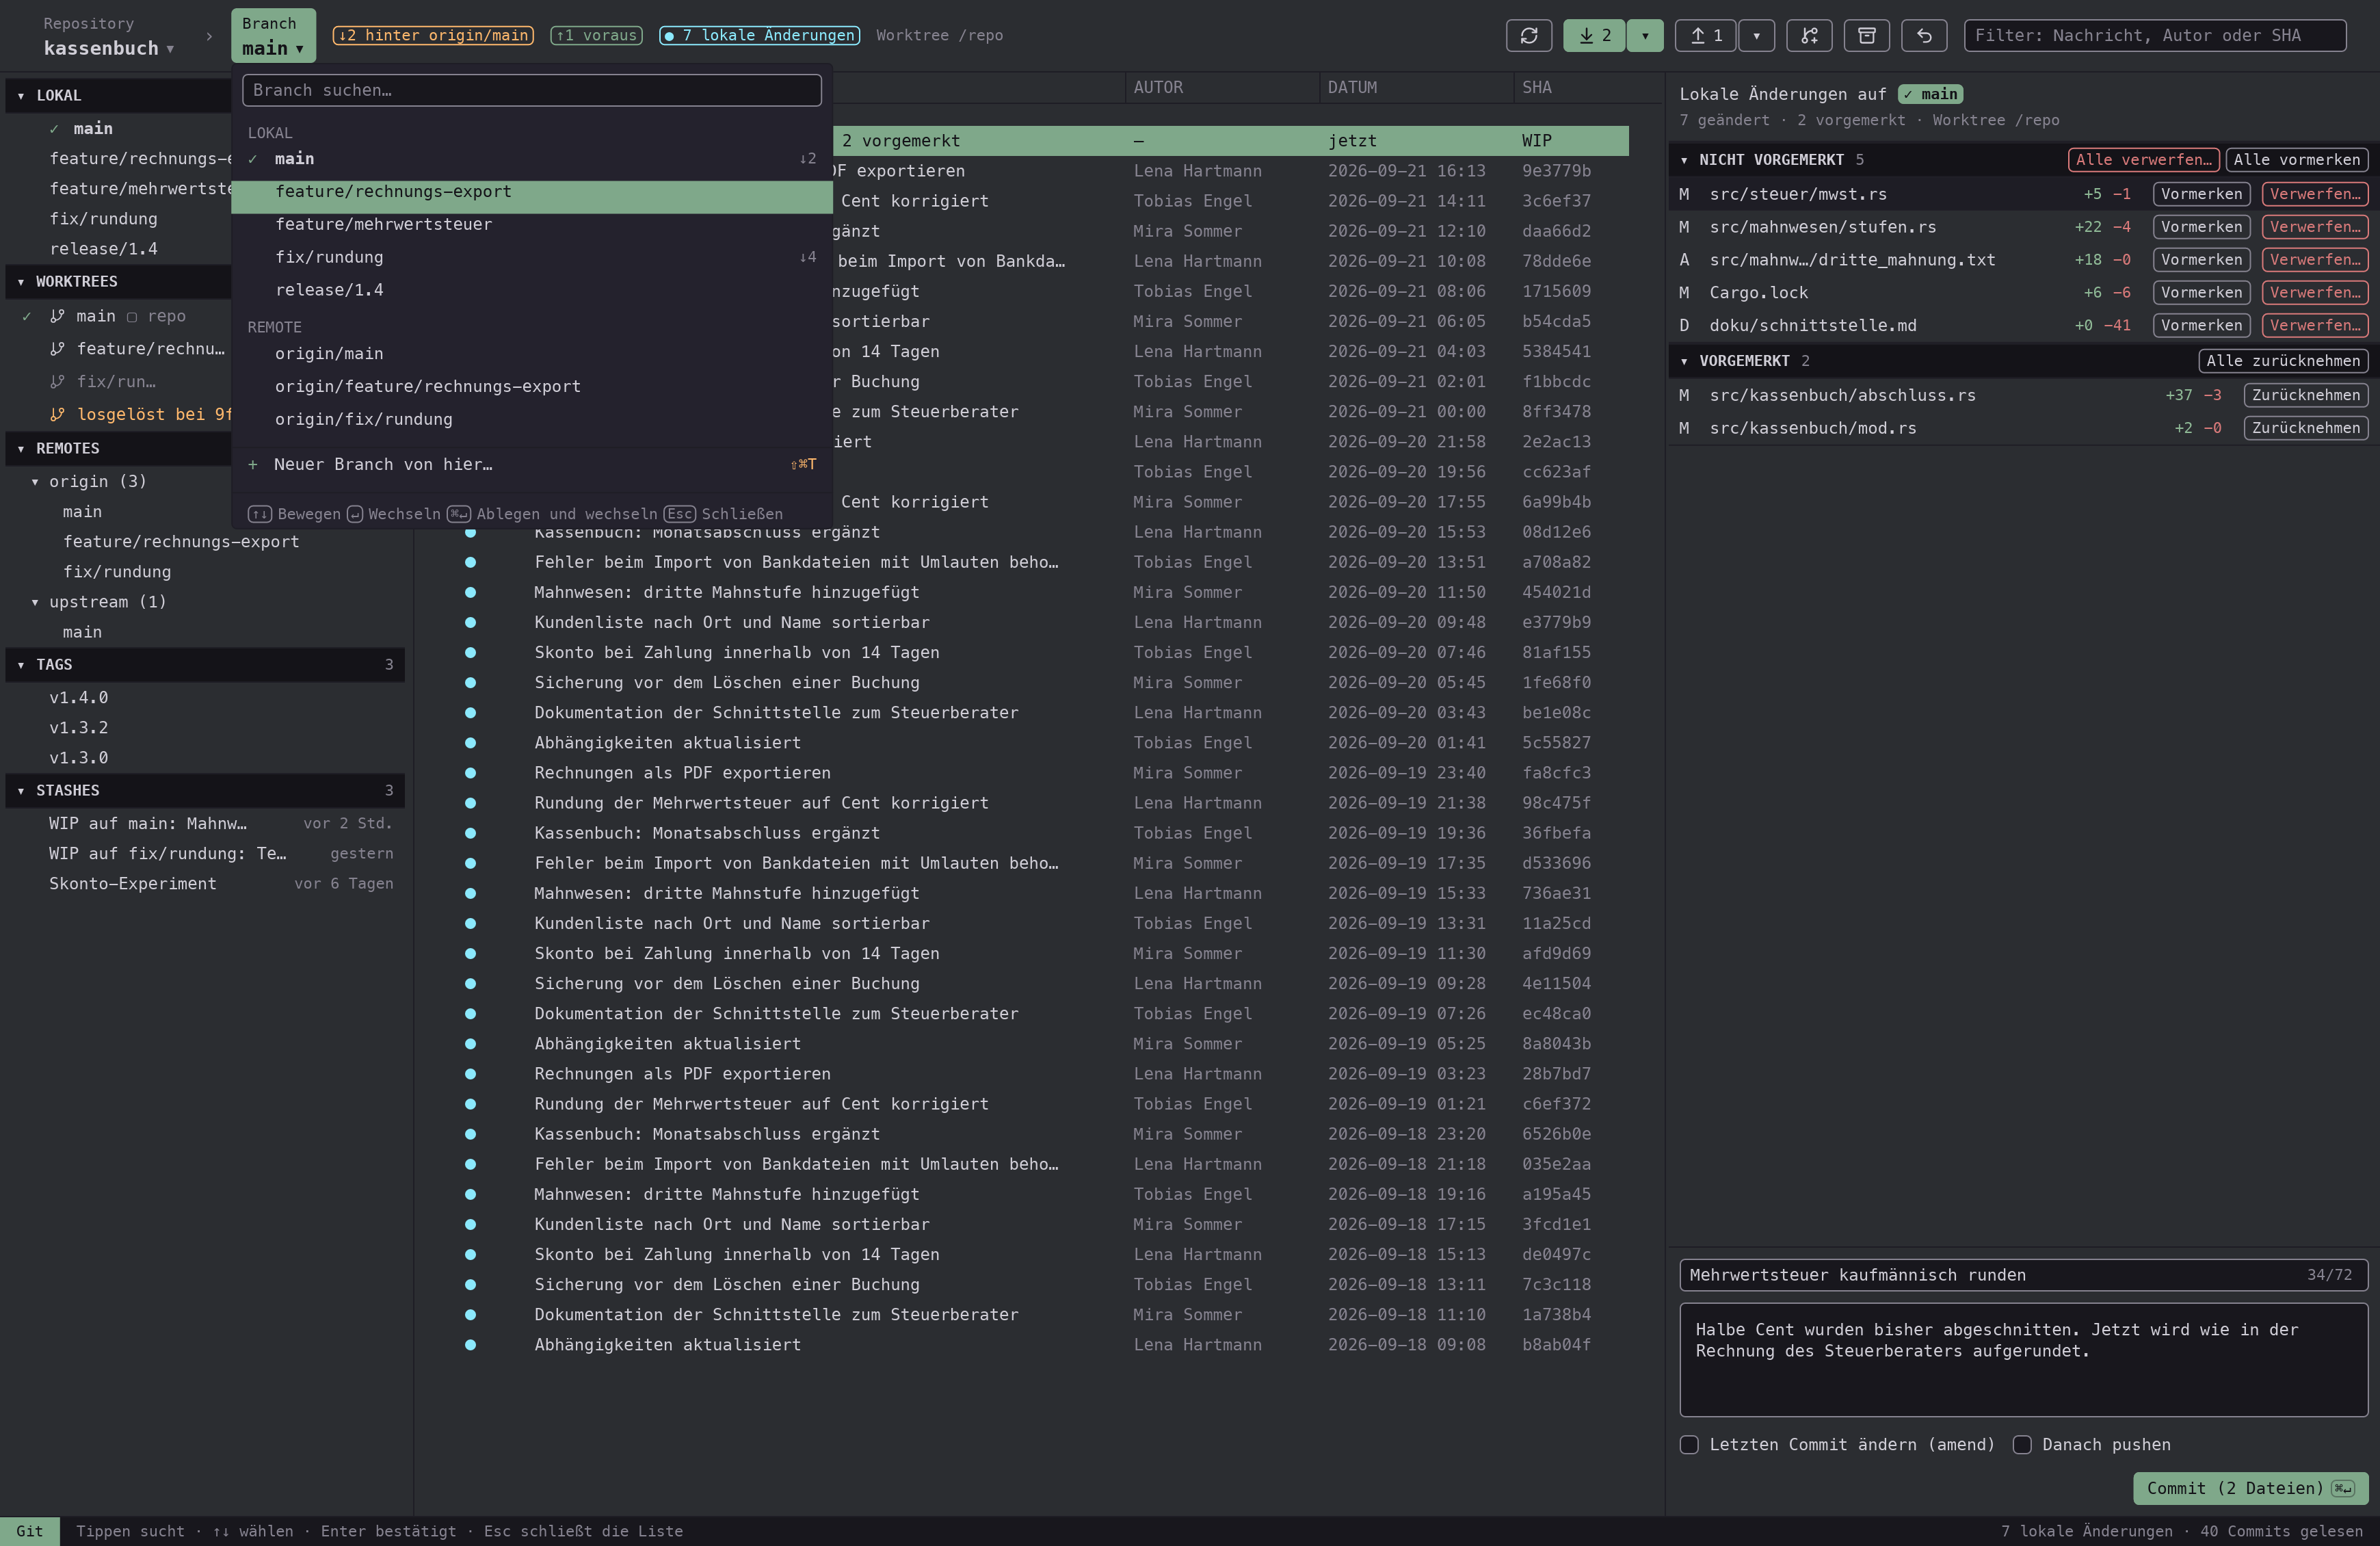 Repository
kassenbuch ▾
›
Branch
main ▾
↓2 hinter origin/main
↑1 voraus
● 7 lokale Änderungen
Worktree /repo
2 ▾
1 ▾
Filter: Nachricht, Autor oder SHA
▾ LOKAL
✓ main
feature/rechnungs-e
feature/mehrwertste
fix/rundung
release/1.4
▾ WORKTREES
✓ main ▢ repo
feature/rechnu…
fix/run…
losgelöst bei 9f
▾ REMOTES
▾ origin (3)
main
feature/rechnungs-export
fix/rundung
▾ upstream (1)
main
▾ TAGS 3
v1.4.0
v1.3.2
v1.3.0
▾ STASHES 3
WIP auf main: Mahnw… vor 2 Std.
WIP auf fix/rundung: Te… gestern
Skonto-Experiment vor 6 Tagen
Branch suchen…
LOKAL
✓ main ↓2
feature/rechnungs-export
feature/mehrwertsteuer
fix/rundung ↓4
release/1.4
REMOTE
origin/main
origin/feature/rechnungs-export
origin/fix/rundung
+ Neuer Branch von hier… ⇧⌘T
↑↓ Bewegen ↵ Wechseln ⌘↵ Ablegen und wechseln Esc Schließen
AUTOR DATUM SHA
2 vorgemerkt — jetzt WIP
DF exportieren Lena Hartmann 2026-09-21 16:13 9e3779b
Cent korrigiert Tobias Engel 2026-09-21 14:11 3c6ef37
gänzt Mira Sommer 2026-09-21 12:10 daa66d2
beim Import von Bankda… Lena Hartmann 2026-09-21 10:08 78dde6e
nzugefügt Tobias Engel 2026-09-21 08:06 1715609
sortierbar Mira Sommer 2026-09-21 06:05 b54cda5
on 14 Tagen Lena Hartmann 2026-09-21 04:03 5384541
r Buchung Tobias Engel 2026-09-21 02:01 f1bbcdc
e zum Steuerberater Mira Sommer 2026-09-21 00:00 8ff3478
iert Lena Hartmann 2026-09-20 21:58 2e2ac13
Tobias Engel 2026-09-20 19:56 cc623af
Cent korrigiert Mira Sommer 2026-09-20 17:55 6a99b4b
Kassenbuch: Monatsabschluss ergänzt Lena Hartmann 2026-09-20 15:53 08d12e6
Fehler beim Import von Bankdateien mit Umlauten beho… Tobias Engel 2026-09-20 13:51 a708a82
Mahnwesen: dritte Mahnstufe hinzugefügt Mira Sommer 2026-09-20 11:50 454021d
Kundenliste nach Ort und Name sortierbar Lena Hartmann 2026-09-20 09:48 e3779b9
Skonto bei Zahlung innerhalb von 14 Tagen Tobias Engel 2026-09-20 07:46 81af155
Sicherung vor dem Löschen einer Buchung Mira Sommer 2026-09-20 05:45 1fe68f0
Dokumentation der Schnittstelle zum Steuerberater Lena Hartmann 2026-09-20 03:43 be1e08c
Abhängigkeiten aktualisiert Tobias Engel 2026-09-20 01:41 5c55827
Rechnungen als PDF exportieren Mira Sommer 2026-09-19 23:40 fa8cfc3
Rundung der Mehrwertsteuer auf Cent korrigiert Lena Hartmann 2026-09-19 21:38 98c475f
Kassenbuch: Monatsabschluss ergänzt Tobias Engel 2026-09-19 19:36 36fbefa
Fehler beim Import von Bankdateien mit Umlauten beho… Mira Sommer 2026-09-19 17:35 d533696
Mahnwesen: dritte Mahnstufe hinzugefügt Lena Hartmann 2026-09-19 15:33 736ae31
Kundenliste nach Ort und Name sortierbar Tobias Engel 2026-09-19 13:31 11a25cd
Skonto bei Zahlung innerhalb von 14 Tagen Mira Sommer 2026-09-19 11:30 afd9d69
Sicherung vor dem Löschen einer Buchung Lena Hartmann 2026-09-19 09:28 4e11504
Dokumentation der Schnittstelle zum Steuerberater Tobias Engel 2026-09-19 07:26 ec48ca0
Abhängigkeiten aktualisiert Mira Sommer 2026-09-19 05:25 8a8043b
Rechnungen als PDF exportieren Lena Hartmann 2026-09-19 03:23 28b7bd7
Rundung der Mehrwertsteuer auf Cent korrigiert Tobias Engel 2026-09-19 01:21 c6ef372
Kassenbuch: Monatsabschluss ergänzt Mira Sommer 2026-09-18 23:20 6526b0e
Fehler beim Import von Bankdateien mit Umlauten beho… Lena Hartmann 2026-09-18 21:18 035e2aa
Mahnwesen: dritte Mahnstufe hinzugefügt Tobias Engel 2026-09-18 19:16 a195a45
Kundenliste nach Ort und Name sortierbar Mira Sommer 2026-09-18 17:15 3fcd1e1
Skonto bei Zahlung innerhalb von 14 Tagen Lena Hartmann 2026-09-18 15:13 de0497c
Sicherung vor dem Löschen einer Buchung Tobias Engel 2026-09-18 13:11 7c3c118
Dokumentation der Schnittstelle zum Steuerberater Mira Sommer 2026-09-18 11:10 1a738b4
Abhängigkeiten aktualisiert Lena Hartmann 2026-09-18 09:08 b8ab04f
Lokale Änderungen auf ✓ main
7 geändert · 2 vorgemerkt · Worktree /repo
▾ NICHT VORGEMERKT 5 Alle verwerfen… Alle vormerken
M src/steuer/mwst.rs +5 −1 Vormerken Verwerfen…
M src/mahnwesen/stufen.rs +22 −4 Vormerken Verwerfen…
A src/mahnw…/dritte_mahnung.txt +18 −0 Vormerken Verwerfen…
M Cargo.lock +6 −6 Vormerken Verwerfen…
D doku/schnittstelle.md +0 −41 Vormerken Verwerfen…
▾ VORGEMERKT 2 Alle zurücknehmen
M src/kassenbuch/abschluss.rs +37 −3 Zurücknehmen
M src/kassenbuch/mod.rs +2 −0 Zurücknehmen
Mehrwertsteuer kaufmännisch runden 34/72
Halbe Cent wurden bisher abgeschnitten. Jetzt wird wie in der
Rechnung des Steuerberaters aufgerundet.
Letzten Commit ändern (amend) Danach pushen
Commit (2 Dateien) ⌘↵
Git Tippen sucht · ↑↓ wählen · Enter bestätigt · Esc schließt die Liste
7 lokale Änderungen · 40 Commits gelesen